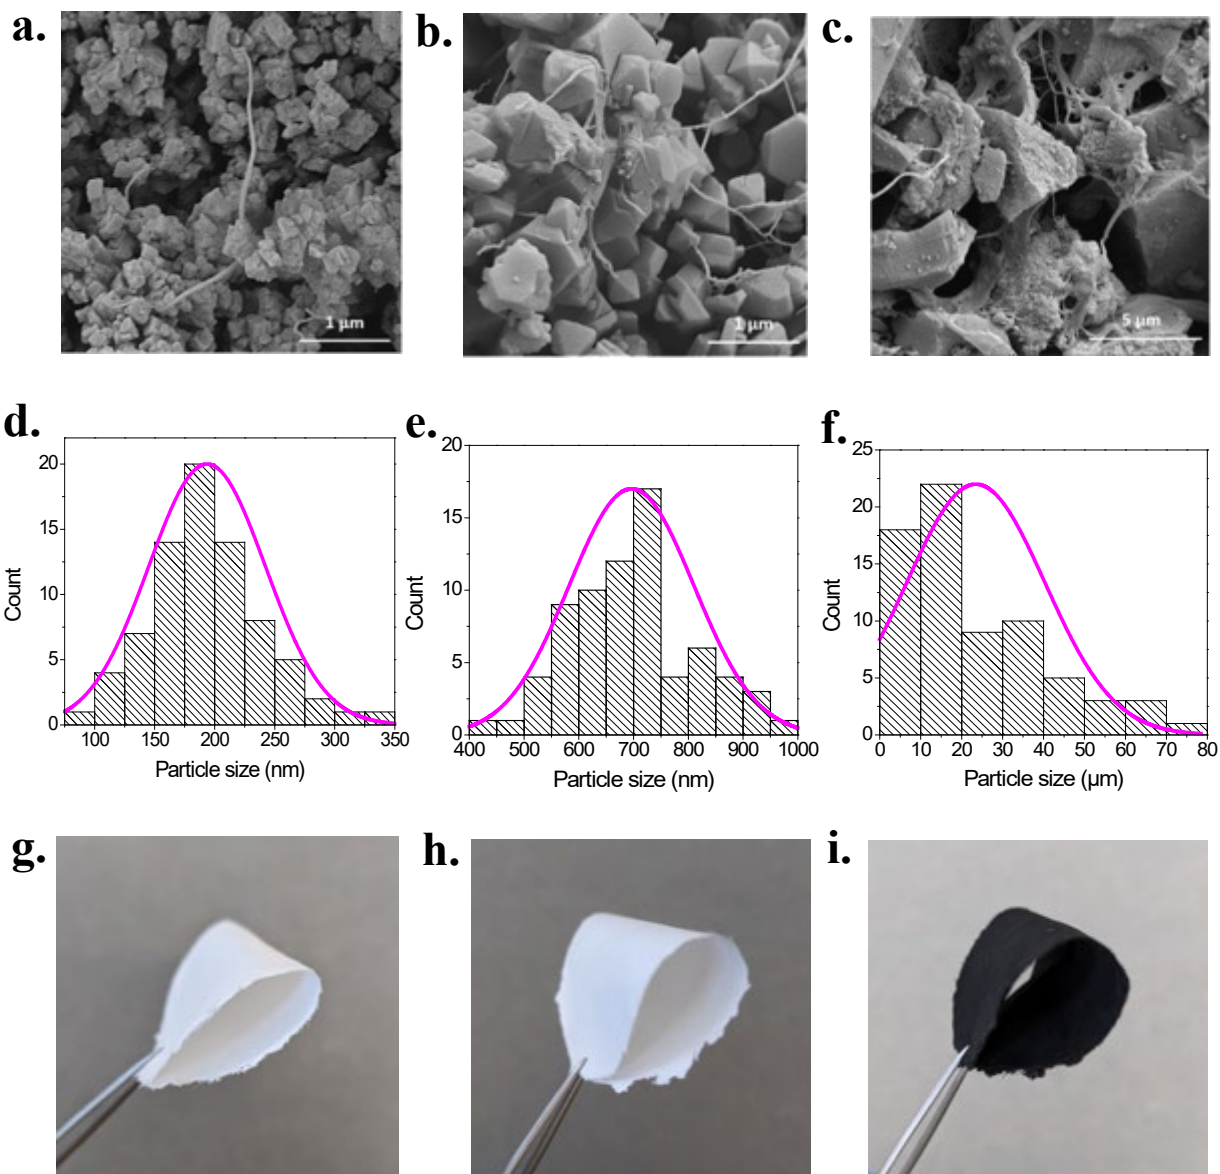 a.
b.
c.
1 µm
1 µm
5 µm
d.
e.
f.
20
15
10
5
0
Count
100 150 200 250 300 350
Particle size (nm)
20
15
10
5
0
Count
400 500 600 700 800 900 1000
Particle size (nm)
25
20
15
10
5
0
Count
0 10 20 30 40 50 60 70 80
Particle size (µm)
g.
h.
i.